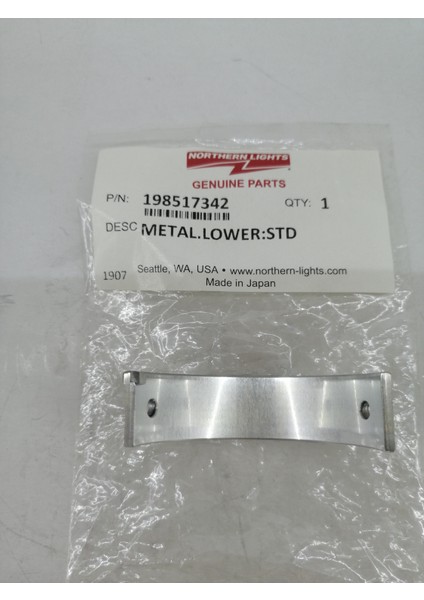 NORTHERN LIGHTS
GENUINE PARTS
P/N: 198517342 QTY: 1
DESC METAL.LOWER:STD
1907 Seattle, WA, USA • www.northern-lights.com
Made in Japan